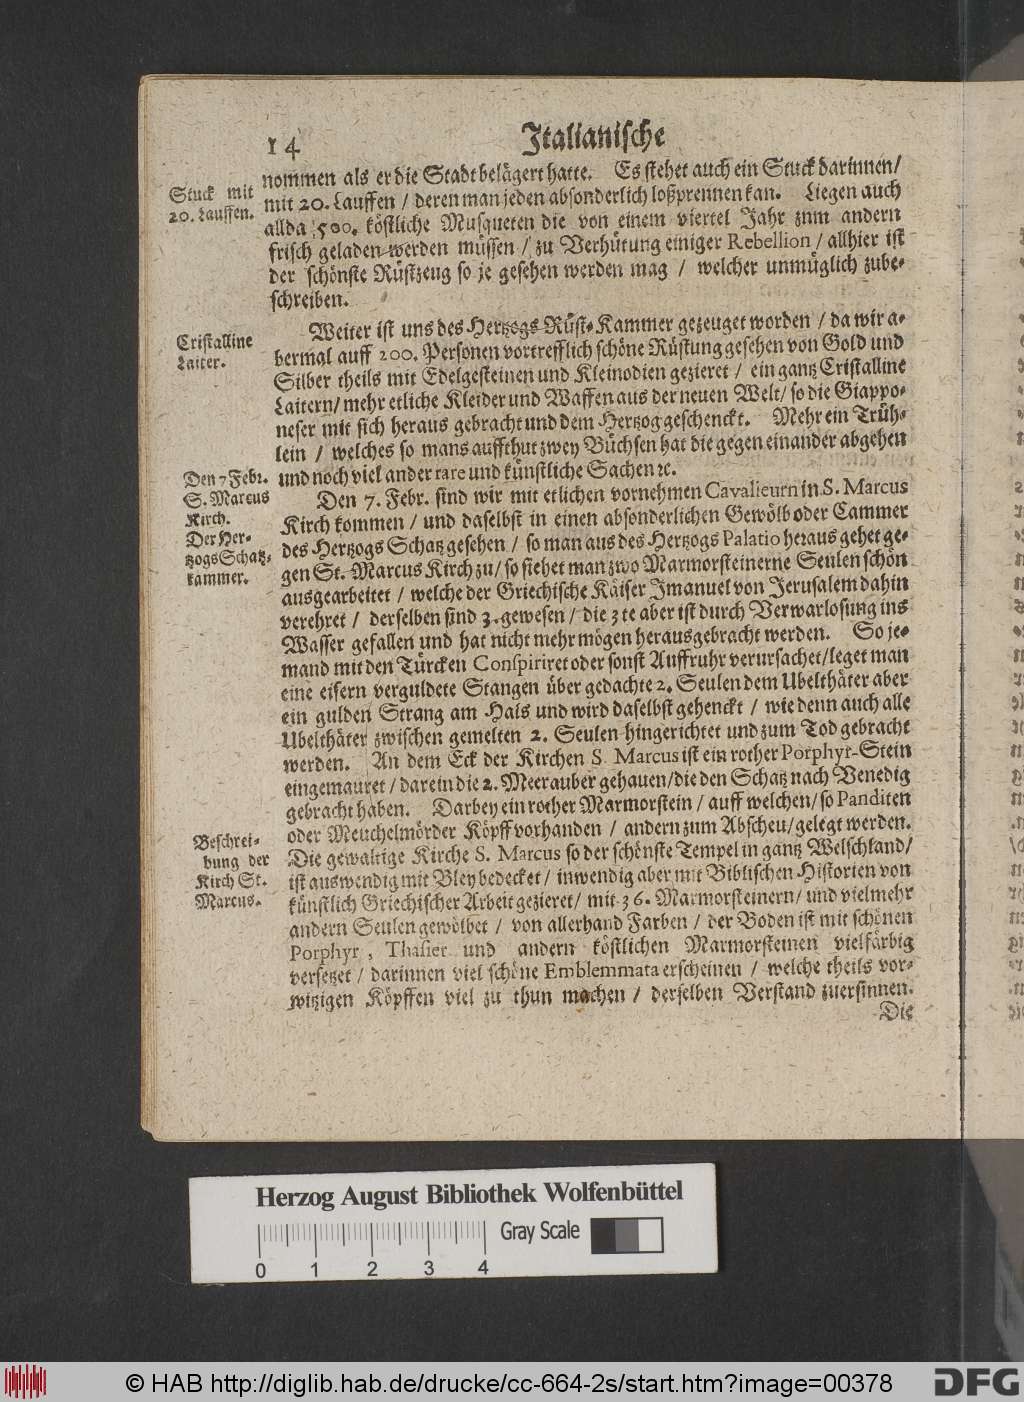 14 Italianische
nommen als er die Stadt belägert hatte. Es stehet auch ein Stuck darinnen/
Stuck mit
20. Lauffen.
mit 20. Lauffen / deren man jeden absonderlich loßprennen kan. Liegen auch
allda 500. köstliche Musqueten die von einem viertel Jahr znm andern
frisch geladen werden müssen / zu Verhütung einiger Rebellion / allhier ist
der schönste Rüstzeug so je gesehen werden mag / welcher unmüglich zube-
schreiben.
Weiter ist uns des Hertzogs Rüst-Kammer gezeuget worden / da wir a-
Cristalline
Laiter.
bermal auff 200. Personen vortrefflich schöne Rüstung gesehen von Gold und
Silber theils mit Edelgesteinen und Kleinodien gezieret / ein gantz Cristalline
Laitern/ mehr etliche Kleider und Waffen aus der neuen Welt/ so die Giappo-
neser mit sich heraus gebracht und dem Hertzog geschenckt. Mehr ein Trüh-
lein / welches so mans auffthut zwey Büchsen hat die gegen einander abgehen
und noch viel ander rare und künstliche Sachen ꝛc.
Den 7 Febr.
S. Marcus
Kirch.
Der Her-
tzogs Schatz-
kammer.
Den 7. Febr. sind wir mit etlichen vornehmen Cavalieurn in S. Marcus
Kirch kommen / und daselbst in einen absonderlichen Gewölb oder Cammer
des Hertzogs Schatz gesehen / so man aus des Hertzogs Palatio heraus gehet ge-
gen St. Marcus Kirch zu/ so siehet man zwo Marmorsteinerne Seulen schön
ausgearbeitet / welche der Griechische Käiser Imanuel von Jerusalem dahin
verehret / derselben sind 3. gewesen / die 3te aber ist durch Verwarlosung ins
Wasser gefallen und hat nicht mehr mögen herausgebracht werden. So je-
mand mit den Türcken Conspiriret oder sonst Auffruhr verursachet/ leget man
eine eisern verguldete Stangen über gedachte 2. Seulen dem Ubelthäter aber
ein gulden Strang am Hals und wird daselbst gehenckt / wie denn auch alle
Ubelthäter zwischen gemelten 2. Seulen hingerichtet und zum Tod gebracht
werden. An dem Eck der Kirchen S. Marcus ist ein rother Porphyr-Stein
eingemauret / darein die 2. Meerauber gehauen/ die den Schatz nach Venedig
gebracht haben. Darbey ein rother Marmorstein / auff welchen/ so Panditen
oder Meuchelmörder Köpff vorhanden / andern zum Abscheu/ gelegt werden.
Beschrei-
bung der
Kirch St.
Marcus.
Die gewaltige Kirche S. Marcus so der schönste Tempel in gantz Welschland/
ist auswendig mit Bley bedecket / inwendig aber mit Biblischen Historien von
künstlich Griechischer Arbeit gezieret/ mit 36. Marmorsteinern/ und vielmehr
andern Seulen gewölbet / von allerhand Farben / der Boden ist mit schönen
Porphyr, Thasier und andern köstlichen Marmorsteinen vielfärbig
versetzet / darinnen viel schöne Emblemmata erscheinen / welche theils vor-
witzigen Köpffen viel zu thun machen / derselben Verstand zuersinnen.
Die
Herzog August Bibliothek Wolfenbüttel
Gray Scale
0 1 2 3 4
© HAB http://diglib.hab.de/drucke/cc-664-2s/start.htm?image=00378
DFG